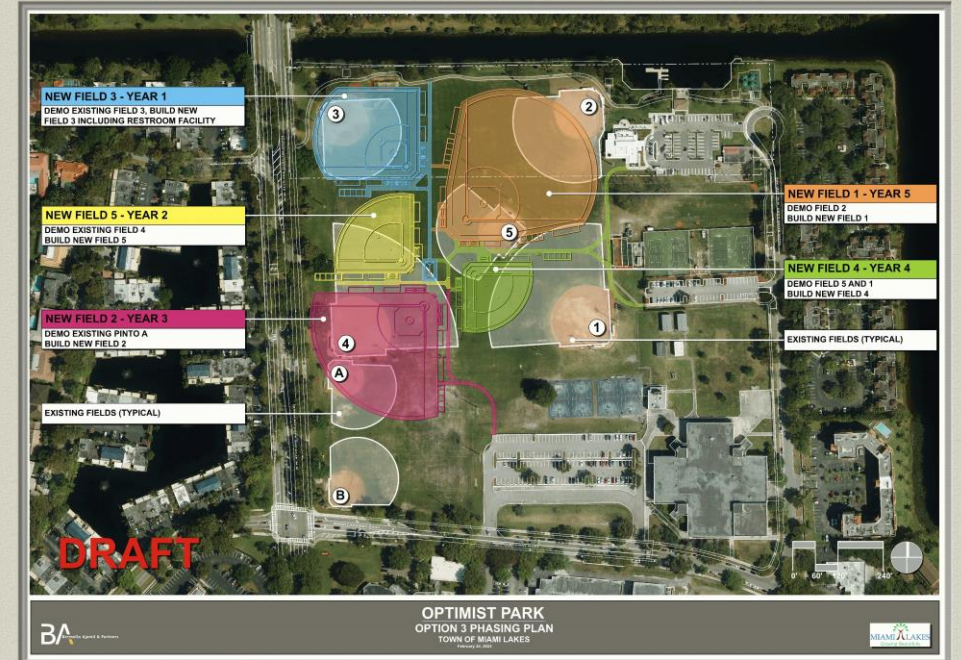 NEW FIELD 3 - YEAR 1
DEMO EXISTING FIELD 3, BUILD NEW
FIELD 3 INCLUDING RESTROOM FACILITY
NEW FIELD 5 - YEAR 2
DEMO EXISTING FIELD 4
BUILD NEW FIELD 5
NEW FIELD 2 - YEAR 3
DEMO EXISTING PINTO A
BUILD NEW FIELD 2
EXISTING FIELDS (TYPICAL)
3
2
5
1
4
A
B
NEW FIELD 1 - YEAR 5
DEMO FIELD 2
BUILD NEW FIELD 1
NEW FIELD 4 - YEAR 4
DEMO FIELD 5 AND 1
BUILD NEW FIELD 4
EXISTING FIELDS (TYPICAL)
DRAFT
0' 60' 120' 240'
BA
OPTIMIST PARK
OPTION 3 PHASING PLAN
TOWN OF MIAMI LAKES
MIAMI LAKES